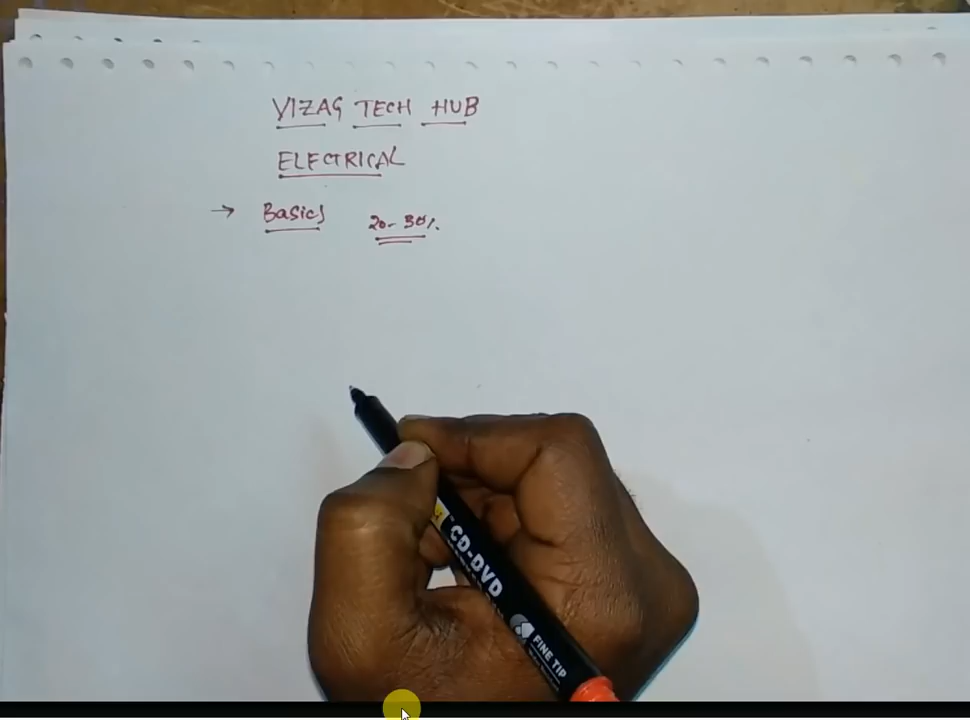 VIZAG TECH HUB
ELECTRICAL
→ Basics 20-30%.
CD-DVD
FINE TIP